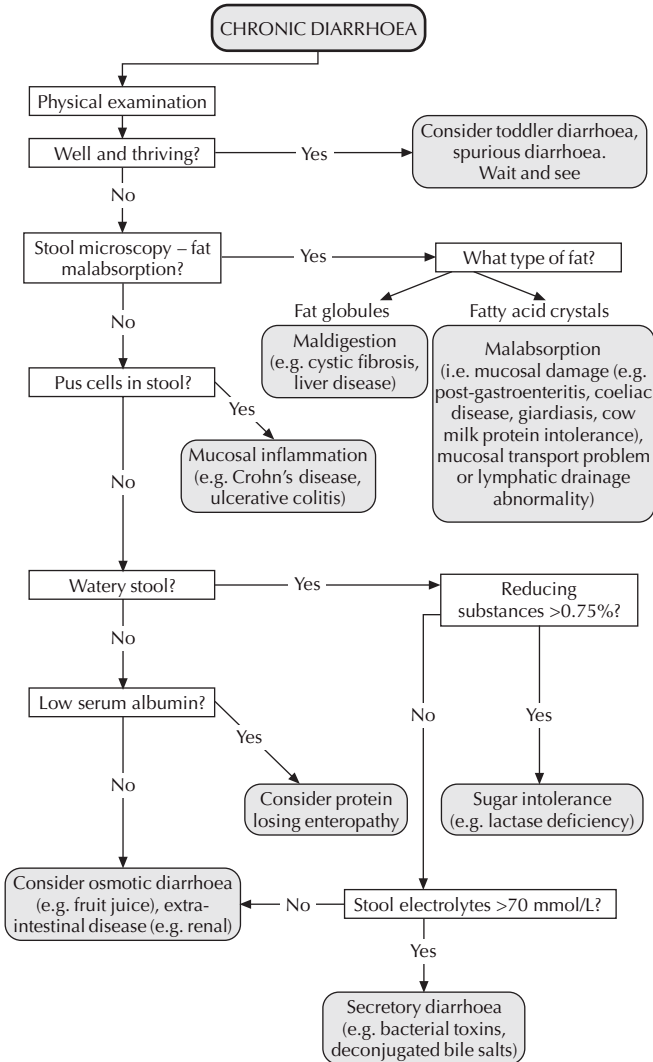 CHRONIC DIARRHOEA
Physical examination
Well and thriving?
Yes
Consider toddler diarrhoea,
spurious diarrhoea.
Wait and see
No
Stool microscopy – fat
malabsorption?
Yes
What type of fat?
Fat globules
Maldigestion
(e.g. cystic fibrosis,
liver disease)
Fatty acid crystals
Malabsorption
(i.e. mucosal damage (e.g.
post-gastroenteritis, coeliac
disease, giardiasis, cow
milk protein intolerance),
mucosal transport problem
or lymphatic drainage
abnormality)
No
Pus cells in stool?
Yes
Mucosal inflammation
(e.g. Crohn’s disease,
ulcerative colitis)
No
Watery stool?
Yes
Reducing
substances >0.75%?
No
Low serum albumin?
Yes
Consider protein
losing enteropathy
No
Yes
Sugar intolerance
(e.g. lactase deficiency)
No
Consider osmotic diarrhoea
(e.g. fruit juice), extra-
intestinal disease (e.g. renal)
No
Stool electrolytes >70 mmol/L?
Yes
Secretory diarrhoea
(e.g. bacterial toxins,
deconjugated bile salts)